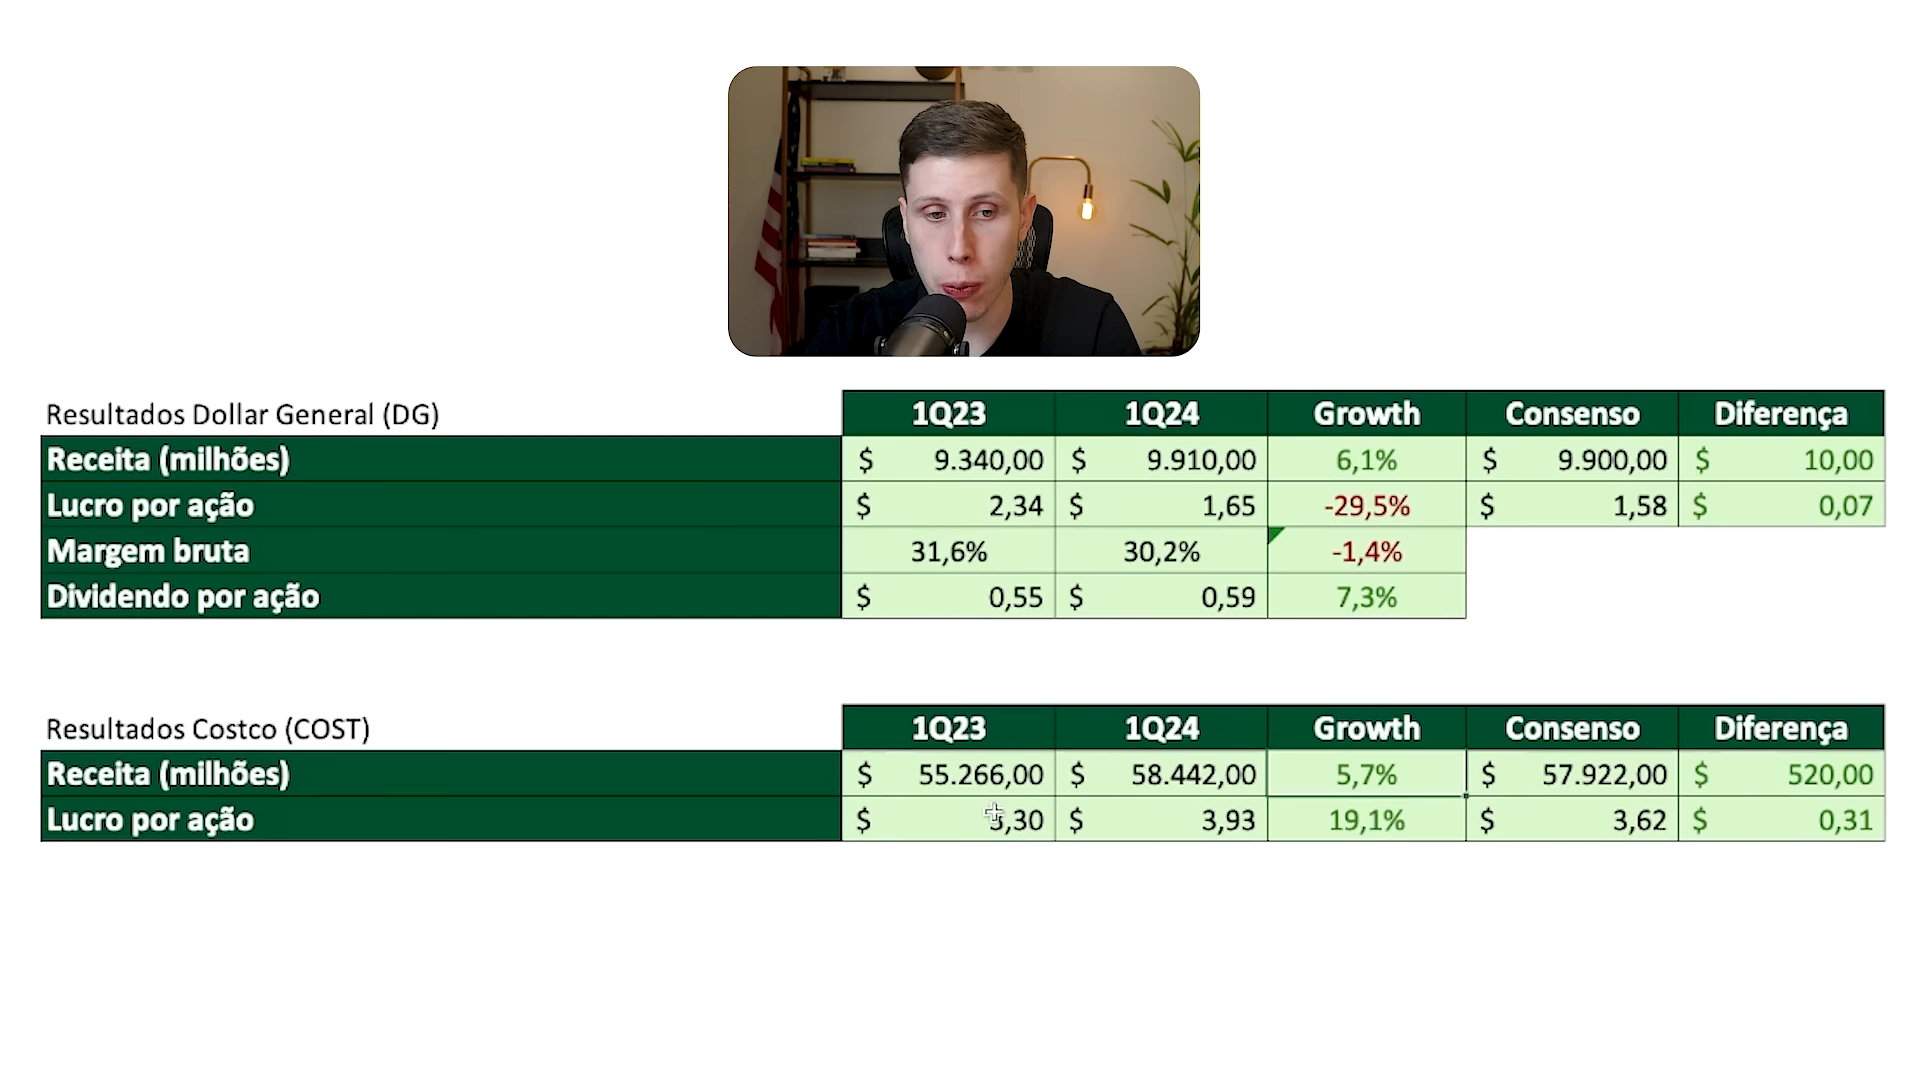 Resultados Dollar General (DG) 1Q23 1Q24 Growth Consenso Diferença
Receita (milhões) $ 9.340,00 $ 9.910,00 6,1% $ 9.900,00 $ 10,00
Lucro por ação $ 2,34 $ 1,65 -29,5% $ 1,58 $ 0,07
Margem bruta 31,6% 30,2% -1,4%
Dividendo por ação $ 0,55 $ 0,59 7,3%
Resultados Costco (COST) 1Q23 1Q24 Growth Consenso Diferença
Receita (milhões) $ 55.266,00 $ 58.442,00 5,7% $ 57.922,00 $ 520,00
Lucro por ação $ 3,30 $ 3,93 19,1% $ 3,62 $ 0,31